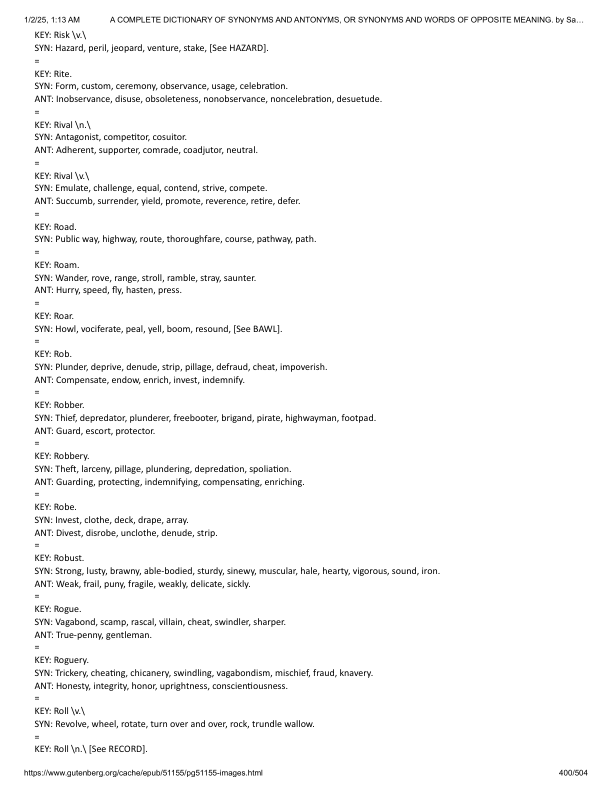 1/2/25, 1:13 AM A COMPLETE DICTIONARY OF SYNONYMS AND ANTONYMS, OR SYNONYMS AND WORDS OF OPPOSITE MEANING. by Sa…
KEY: Risk \v.\
SYN: Hazard, peril, jeopard, venture, stake, [See HAZARD].
=
KEY: Rite.
SYN: Form, custom, ceremony, observance, usage, celebration.
ANT: Inobservance, disuse, obsoleteness, nonobservance, noncelebration, desuetude.
=
KEY: Rival \n.\
SYN: Antagonist, competitor, cosuitor.
ANT: Adherent, supporter, comrade, coadjutor, neutral.
=
KEY: Rival \v.\
SYN: Emulate, challenge, equal, contend, strive, compete.
ANT: Succumb, surrender, yield, promote, reverence, retire, defer.
=
KEY: Road.
SYN: Public way, highway, route, thoroughfare, course, pathway, path.
=
KEY: Roam.
SYN: Wander, rove, range, stroll, ramble, stray, saunter.
ANT: Hurry, speed, fly, hasten, press.
=
KEY: Roar.
SYN: Howl, vociferate, peal, yell, boom, resound, [See BAWL].
=
KEY: Rob.
SYN: Plunder, deprive, denude, strip, pillage, defraud, cheat, impoverish.
ANT: Compensate, endow, enrich, invest, indemnify.
=
KEY: Robber.
SYN: Thief, depredator, plunderer, freebooter, brigand, pirate, highwayman, footpad.
ANT: Guard, escort, protector.
=
KEY: Robbery.
SYN: Theft, larceny, pillage, plundering, depredation, spoliation.
ANT: Guarding, protecting, indemnifying, compensating, enriching.
=
KEY: Robe.
SYN: Invest, clothe, deck, drape, array.
ANT: Divest, disrobe, unclothe, denude, strip.
=
KEY: Robust.
SYN: Strong, lusty, brawny, able-bodied, sturdy, sinewy, muscular, hale, hearty, vigorous, sound, iron.
ANT: Weak, frail, puny, fragile, weakly, delicate, sickly.
=
KEY: Rogue.
SYN: Vagabond, scamp, rascal, villain, cheat, swindler, sharper.
ANT: True-penny, gentleman.
=
KEY: Roguery.
SYN: Trickery, cheating, chicanery, swindling, vagabondism, mischief, fraud, knavery.
ANT: Honesty, integrity, honor, uprightness, conscientiousness.
=
KEY: Roll \v.\
SYN: Revolve, wheel, rotate, turn over and over, rock, trundle wallow.
=
KEY: Roll \n.\ [See RECORD].
https://www.gutenberg.org/cache/epub/51155/pg51155-images.html 400/504